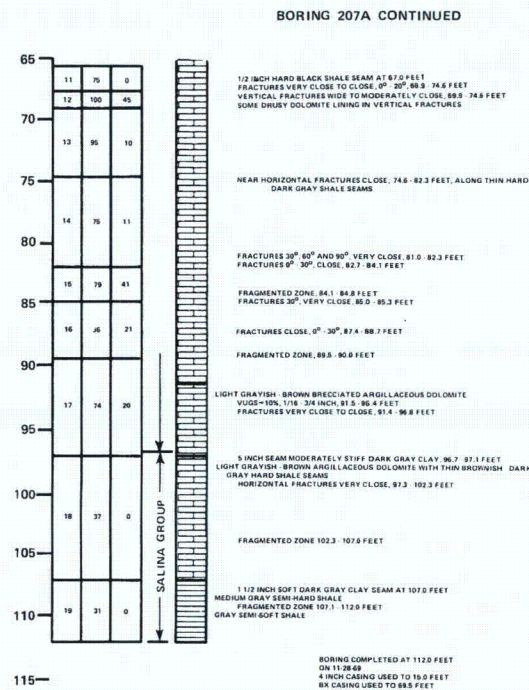 BORING 207A CONTINUED
65
11 75 0
1/2 INCH HARD BLACK SHALE SEAM AT 67.0 FEET
FRACTURES VERY CLOSE TO CLOSE, 0° - 20°, 68.9 - 74.6 FEET
12 100 45
VERTICAL FRACTURES WIDE TO MODERATELY CLOSE, 69.9 - 74.6 FEET
SOME DRUSY DOLOMITE LINING IN VERTICAL FRACTURES
70
13 95 10
75
NEAR HORIZONTAL FRACTURES CLOSE, 74.6 - 82.3 FEET, ALONG THIN HARD
DARK GRAY SHALE SEAMS
14 75 11
80
FRACTURES 30°, 60° AND 90°, VERY CLOSE, 81.0 - 82.3 FEET
FRACTURES 0° - 30°, CLOSE, 82.7 - 84.1 FEET
15 79 41
FRAGMENTED ZONE, 84.1 - 84.8 FEET
85
FRACTURES 30°, VERY CLOSE, 85.0 - 85.3 FEET
16 J6 21
FRACTURES CLOSE, 0° - 30°, 87.4 - 88.7 FEET
FRAGMENTED ZONE, 89.5 - 90.0 FEET
90
LIGHT GRAYISH - BROWN BRECCIATED ARGILLACEOUS DOLOMITE
VUGS - 10%, 1/16 - 3/4 INCH, 91.5 - 96.4 FEET
17 74 20
FRACTURES VERY CLOSE TO CLOSE, 91.4 - 96.8 FEET
95
5 INCH SEAM MODERATELY STIFF DARK GRAY CLAY, 96.7 - 97.1 FEET
LIGHT GRAYISH - BROWN ARGILLACEOUS DOLOMITE WITH THIN BROWNISH DARK
GRAY HARD SHALE SEAMS
HORIZONTAL FRACTURES VERY CLOSE, 97.3 - 102.3 FEET
100
18 37 0
SALINA GROUP
FRAGMENTED ZONE 102.3 - 107.0 FEET
105
1 1/2 INCH SOFT DARK GRAY CLAY SEAM AT 107.0 FEET
MEDIUM GRAY SEMI-HARD SHALE
19 31 0
FRAGMENTED ZONE 107.1 - 112.0 FEET
110
GRAY SEMI-SOFT SHALE
BORING COMPLETED AT 112.0 FEET
ON 11-28-69
4 INCH CASING USED TO 15.0 FEET
115
BX CASING USED TO 69.5 FEET